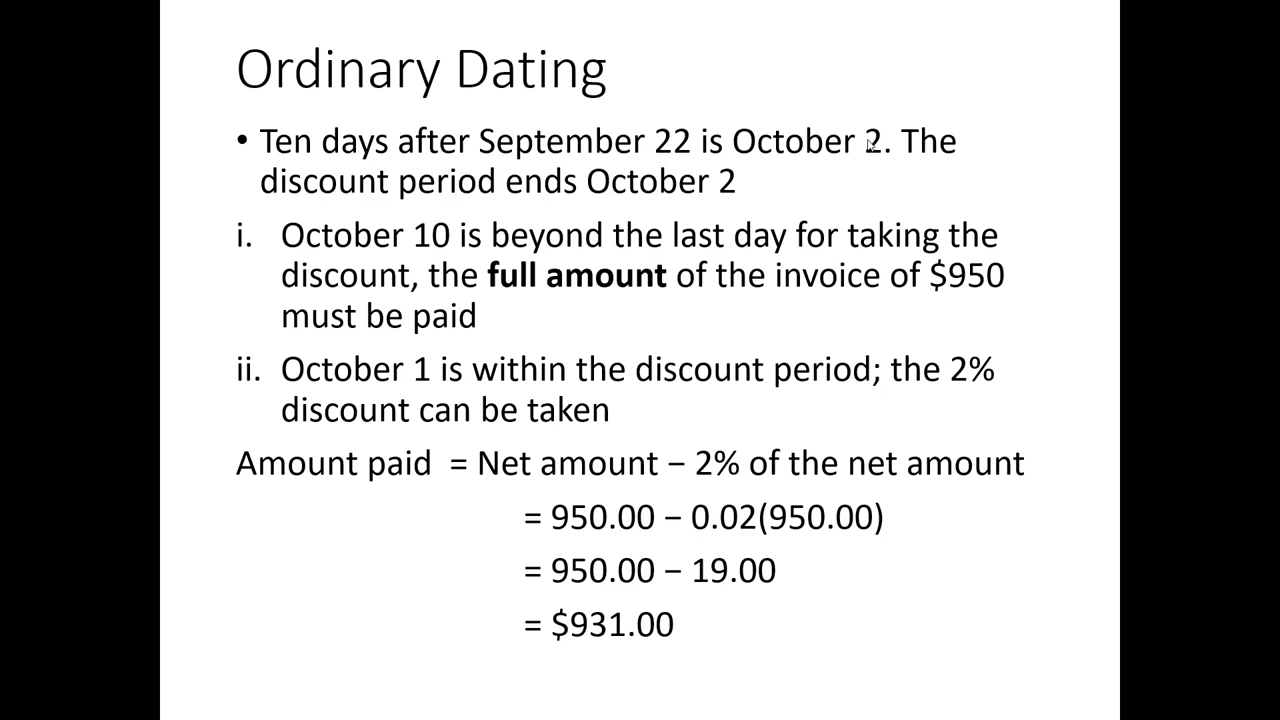 Ordinary Dating
• Ten days after September 22 is October 2. The
discount period ends October 2
i. October 10 is beyond the last day for taking the
discount, the full amount of the invoice of $950
must be paid
ii. October 1 is within the discount period; the 2%
discount can be taken
Amount paid = Net amount − 2% of the net amount
= 950.00 − 0.02(950.00)
= 950.00 − 19.00
= $931.00